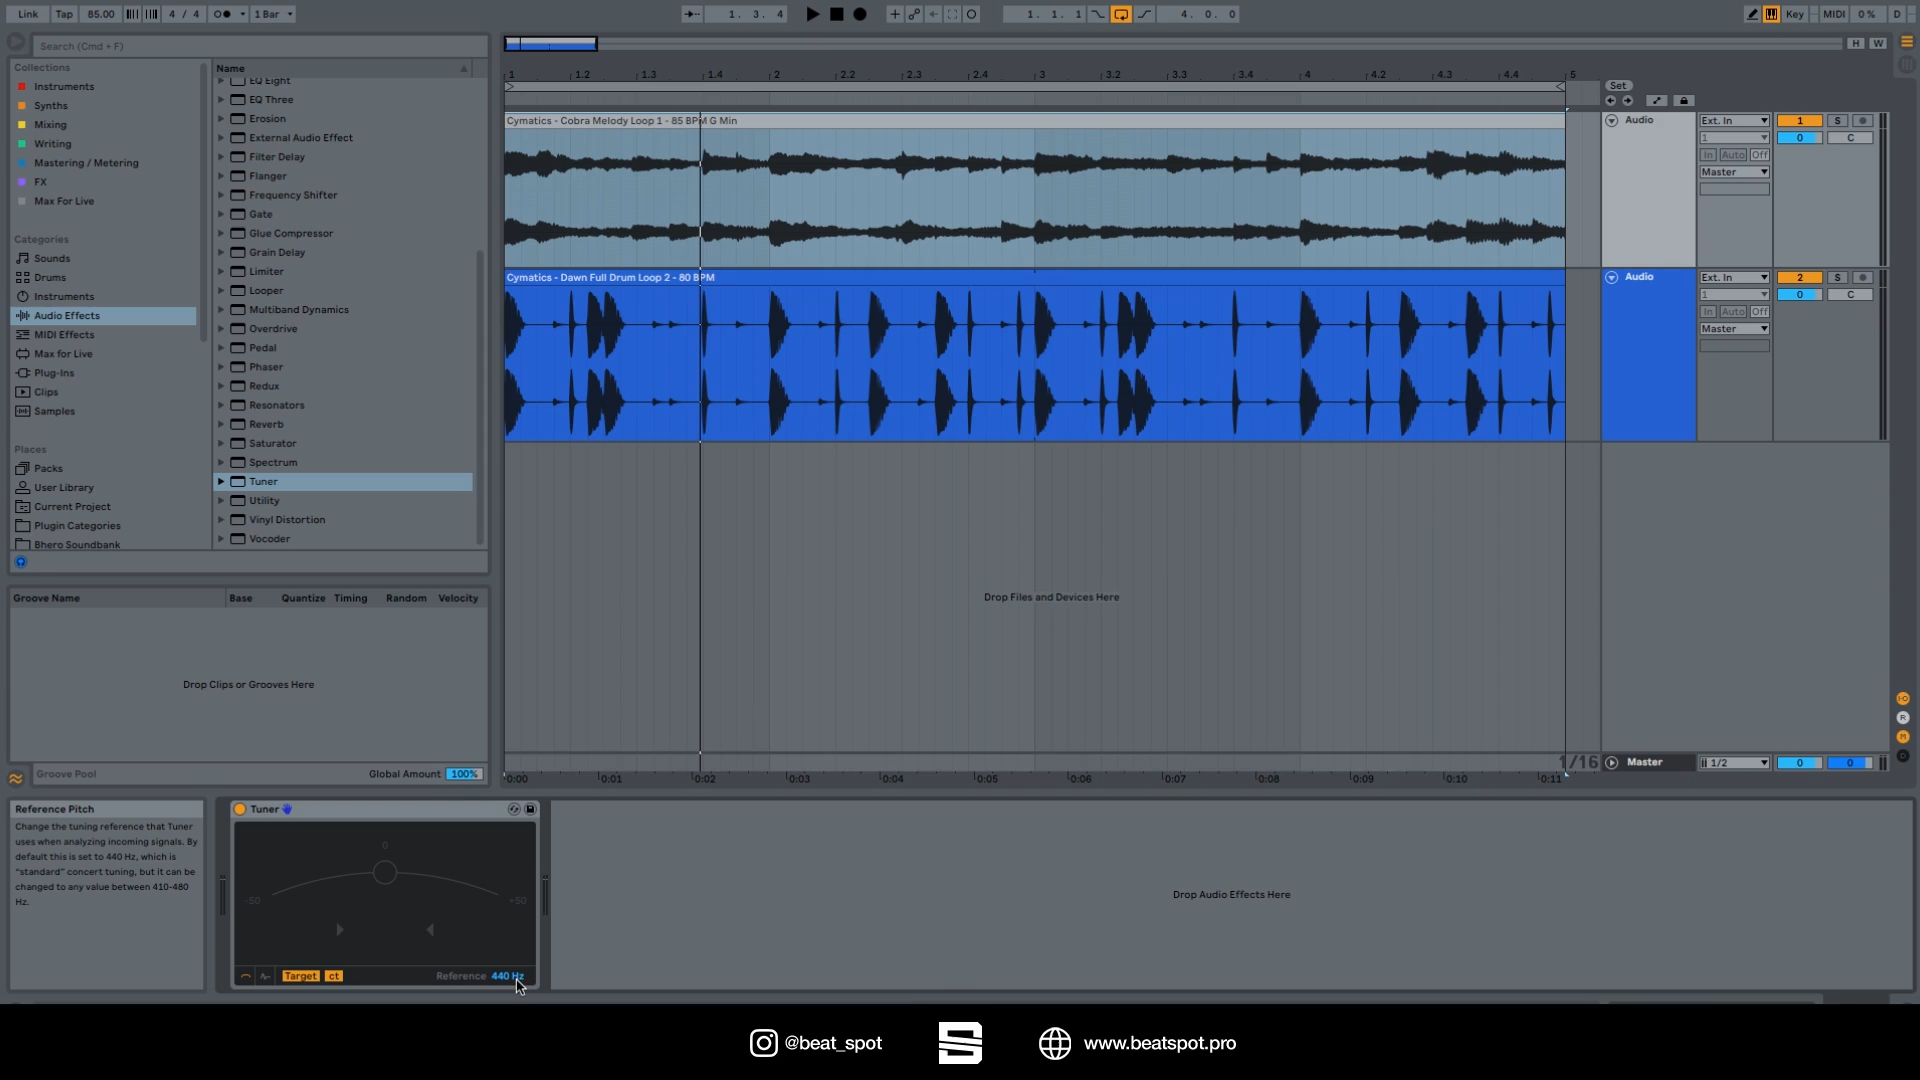 Link Tap 85.00 4 / 4 1 Bar 1. 3. 4 1. 1. 1 4. 0. 0 Key MIDI 0 % D
Search (Cmd + F)
H W
Collections
Instruments
Synths
Mixing
Writing
Mastering / Metering
FX
Max For Live
Categories
Sounds
Drums
Instruments
Audio Effects
MIDI Effects
Max for Live
Plug-Ins
Clips
Samples
Places
Packs
User Library
Current Project
Plugin Categories
Bhero Soundbank
Name
EQ Eight
EQ Three
Erosion
External Audio Effect
Filter Delay
Flanger
Frequency Shifter
Gate
Glue Compressor
Grain Delay
Limiter
Looper
Multiband Dynamics
Overdrive
Pedal
Phaser
Redux
Resonators
Reverb
Saturator
Spectrum
Tuner
Utility
Vinyl Distortion
Vocoder
1 1.2 1.3 1.4 2 2.2 2.3 2.4 3 3.2 3.3 3.4 4 4.2 4.3 4.4 5
Set
Cymatics - Cobra Melody Loop 1 - 85 BPM G Min
Audio Ext. In 1 S
1 0 C
In Auto Off
Master
Cymatics - Dawn Full Drum Loop 2 - 80 BPM
Audio Ext. In 2 S
1 0 C
In Auto Off
Master
Drop Files and Devices Here
1/16 Master 1/2 0 0
0:00 0:01 0:02 0:03 0:04 0:05 0:06 0:07 0:08 0:09 0:10 0:11
I-O
R
M
D
Groove Name Base Quantize Timing Random Velocity
Drop Clips or Grooves Here
Groove Pool Global Amount 100%
Reference Pitch
Change the tuning reference that Tuner
uses when analyzing incoming signals. By
default this is set to 440 Hz, which is
"standard" concert tuning, but it can be
changed to any value between 410-480
Hz.
Tuner
0
-50 +50
Target ct Reference 440 Hz
Drop Audio Effects Here
@beat_spot www.beatspot.pro